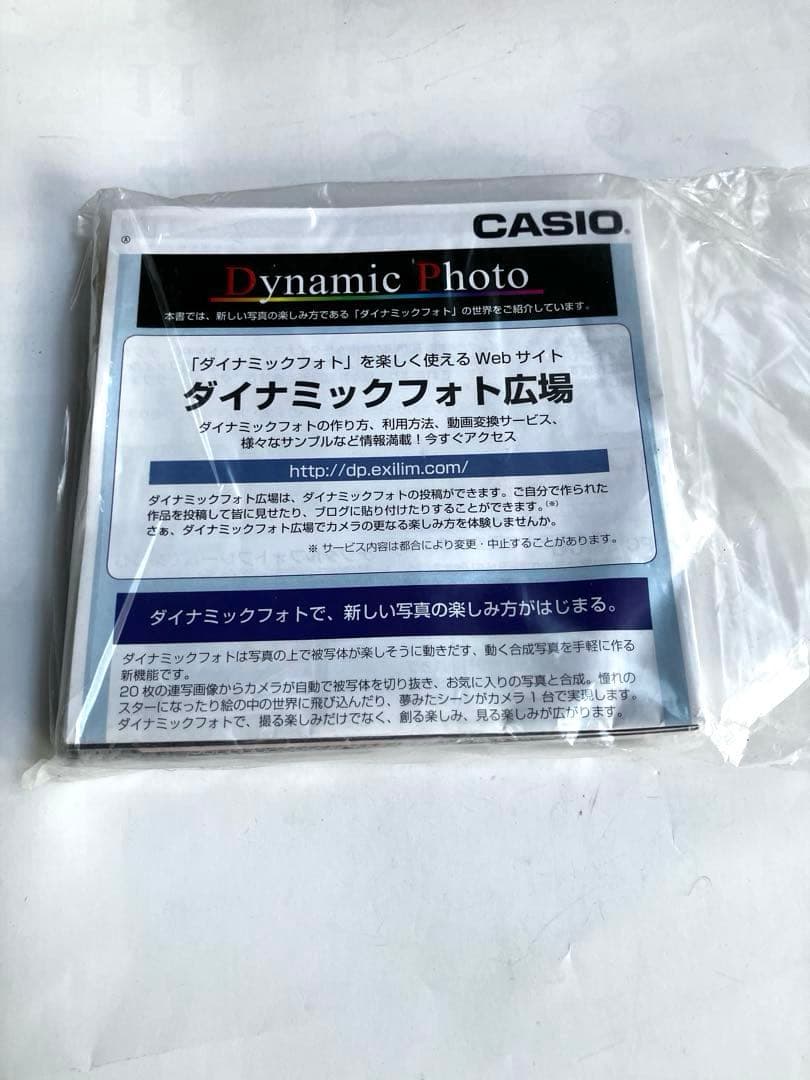 CASIO®
Ⓐ
Dynamic Photo
本書では、新しい写真の楽しみ方である「ダイナミックフォト」の世界をご紹介しています。
「ダイナミックフォト」を楽しく使える Web サイト
ダイナミックフォト広場
ダイナミックフォトの作り方、利用方法、動画変換サービス、
様々なサンプルなど情報満載！今すぐアクセス
http://dp.exilim.com/
ダイナミックフォト広場は、ダイナミックフォトの投稿ができます。ご自分で作られた
作品を投稿して皆に見せたり、ブログに貼り付けたりすることができます。(※)
さぁ、ダイナミックフォト広場でカメラの更なる楽しみ方を体験しませんか。
※ サービス内容は都合により変更・中止することがあります。
ダイナミックフォトで、新しい写真の楽しみ方がはじまる。
ダイナミックフォトは写真の上で被写体が楽しそうに動きだす、動く合成写真を手軽に作る
新機能です。
20 枚の連写画像からカメラが自動で被写体を切り抜き、お気に入りの写真と合成。憧れの
スターになったり絵の中の世界に飛び込んだり、夢みたシーンがカメラ 1 台で実現します。
ダイナミックフォトで、撮る楽しみだけでなく、創る楽しみ、見る楽しみが広がります。